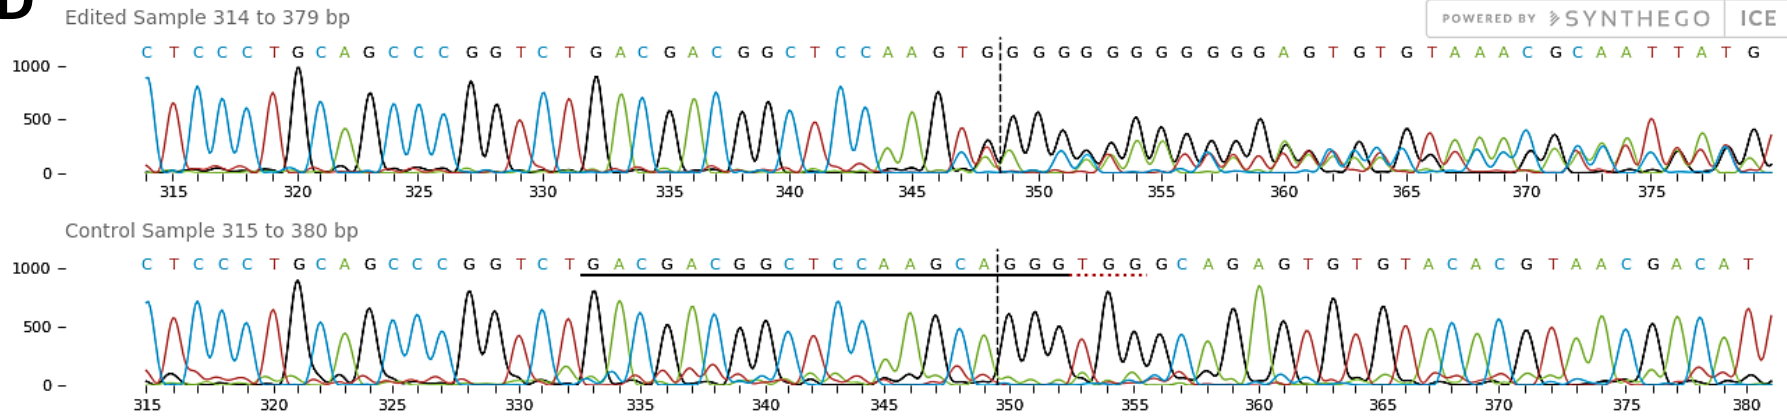 D
Edited Sample 314 to 379 bp
POWERED BY SYNTHEGO ICE
C T C C C T G C A G C C C G G T C T G A C G A C G G C T C C A A G T G G G G G G G G G G G G A G T G T G T A A A C G C A A T T A T G
1000
500
0
315 320 325 330 335 340 345 350 355 360 365 370 375
Control Sample 315 to 380 bp
C T C C C T G C A G C C C G G T C T G A C G A C G G C T C C A A G C A G G G T G G G C A G A G T G T G T A C A C G T A A C G A C A T
1000
500
0
315 320 325 330 335 340 345 350 355 360 365 370 375 380